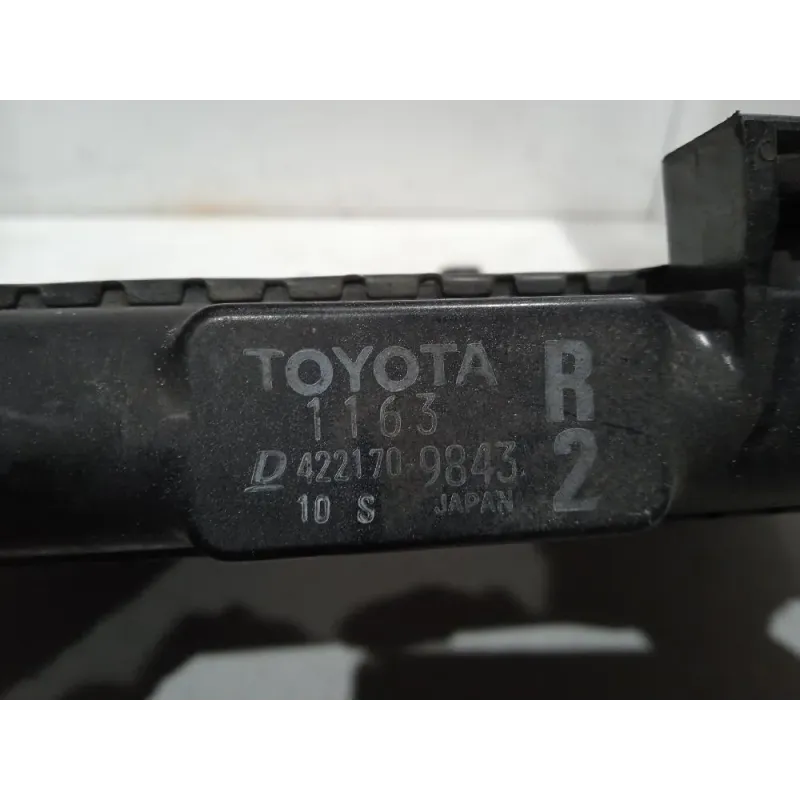 TOYOTA R
1163
D 422170-9843 2
10 S JAPAN